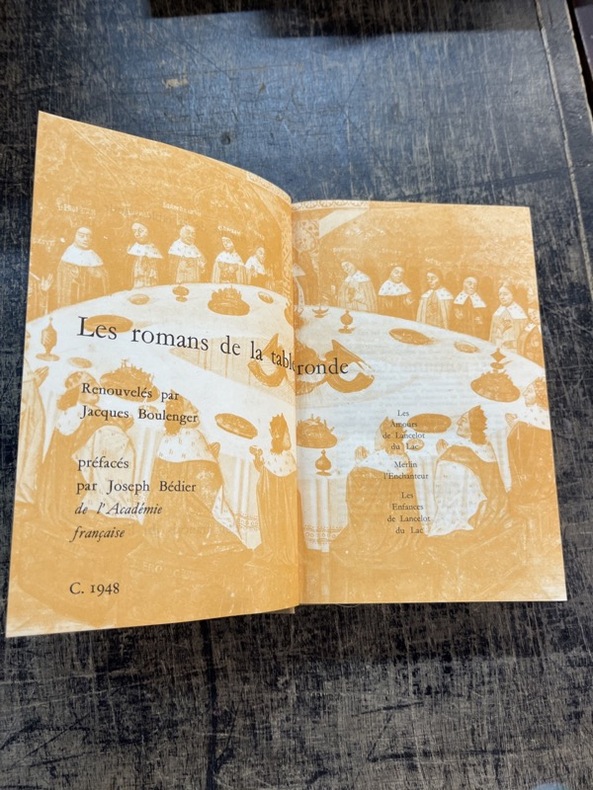 Les romans de la table ronde
Renouvelés par
Jacques Boulenger
préfacés
par Joseph Bédier
de l'Académie
française
C. 1948
Les
Amours
de Lancelot
du Lac
Merlin
l'Enchanteur
Les
Enfances
de Lancelot
du Lac